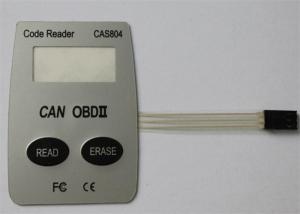 Code Reader CAS804
CAN OBDII
READ ERASE
FC CE